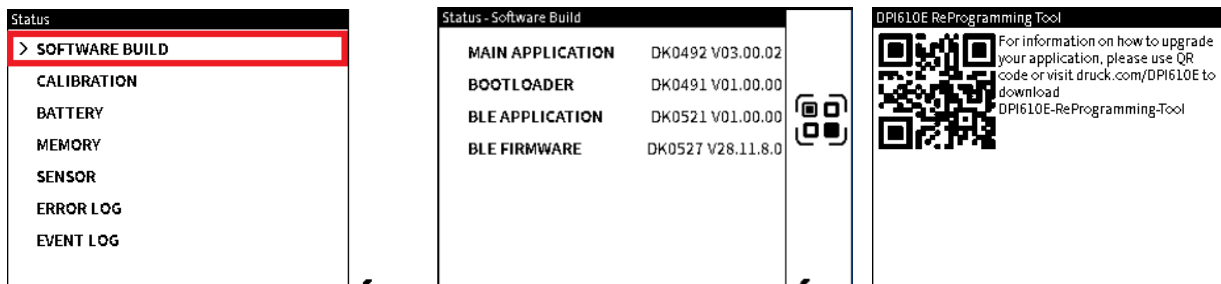 Status
> SOFTWARE BUILD
CALIBRATION
BATTERY
MEMORY
SENSOR
ERROR LOG
EVENT LOG
Status - Software Build
MAIN APPLICATION DK0492 V03.00.02
BOOTLOADER DK0491 V01.00.00
BLE APPLICATION DK0521 V01.00.00
BLE FIRMWARE DK0527 V28.11.8.0
DPI610E ReProgramming Tool
For information on how to upgrade
your application, please use QR
code or visit druck.com/DPI610E to
download
DPI610E-ReProgramming-Tool